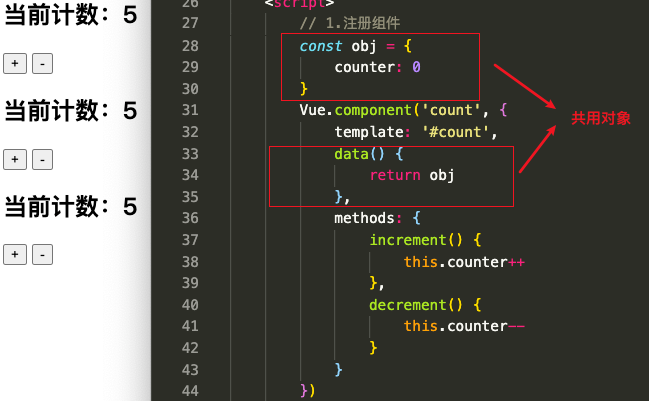 当前计数：5
+ -
当前计数：5
+ -
当前计数：5
+ -
26 <script>
27 // 1.注册组件
28 const obj = {
29 counter: 0
30 }
31 Vue.component('count', {
32 template: '#count',
33 data() {
34 return obj
35 },
36 methods: {
37 increment() {
38 this.counter++
39 },
40 decrement() {
41 this.counter--
42 }
43 }
44 })
共用对象